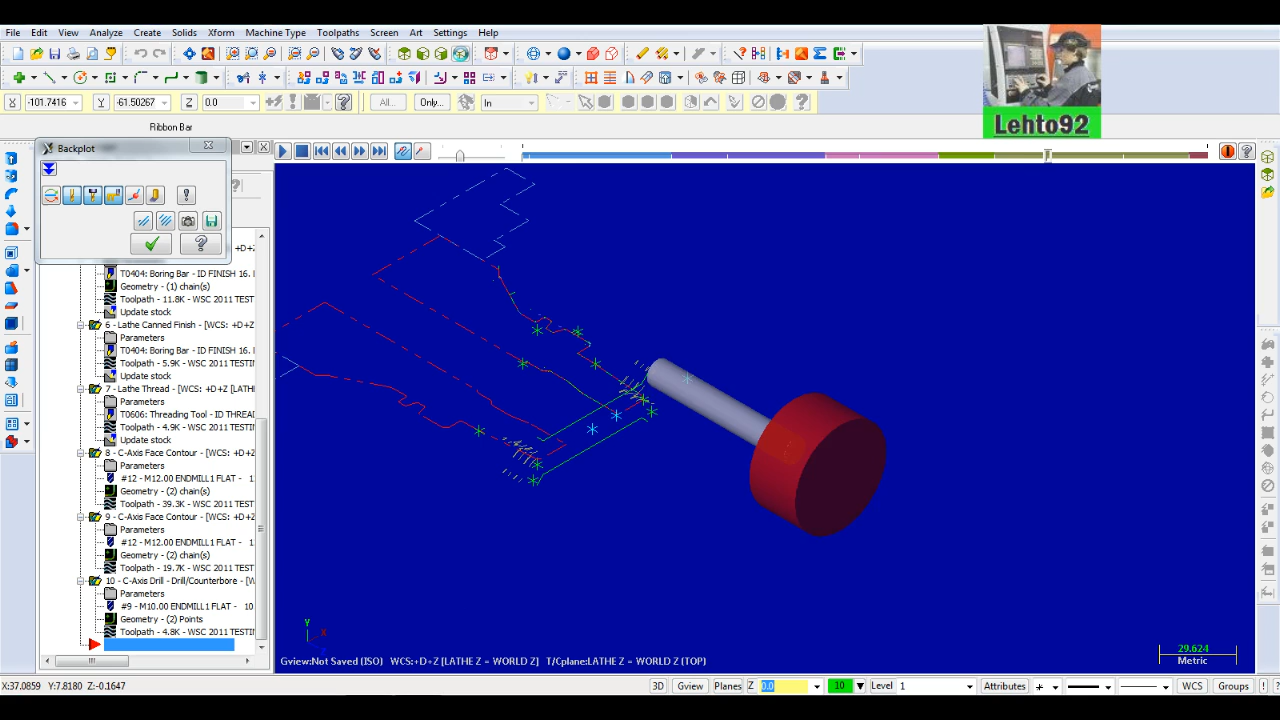 File Edit View Analyze Create Solids Xform Machine Type Toolpaths Screen Art Settings Help
X -101.7416 Y -61.50267 Z 0.0 All... Only... In
Lehto92
Ribbon Bar
Backplot
+D+Z
T0404: Boring Bar - ID FINISH 16.
Geometry - (1) chain(s)
Toolpath - 11.8K - WSC 2011 TEST
Update stock
6 - Lathe Canned Finish - [WCS: +D+Z
Parameters
T0404: Boring Bar - ID FINISH 16.
Toolpath - 5.9K - WSC 2011 TEST
Update stock
7 - Lathe Thread - [WCS: +D+Z [LATH
Parameters
T0606: Threading Tool - ID THREAD
Toolpath - 4.9K - WSC 2011 TEST
Update stock
8 - C-Axis Face Contour - [WCS: +D+
Parameters
#12 - M12.00 ENDMILL1 FLAT - 1
Geometry - (2) chain(s)
Toolpath - 39.3K - WSC 2011 TEST
9 - C-Axis Face Contour - [WCS: +D+
Parameters
#12 - M12.00 ENDMILL1 FLAT - 1
Geometry - (2) chain(s)
Toolpath - 19.7K - WSC 2011 TEST
10 - C-Axis Drill - Drill/Counterbore - [W
Parameters
#9 - M10.00 ENDMILL1 FLAT - 10.
Geometry - (2) Points
Toolpath - 4.8K - WSC 2011 TESTIN
Y
X
Z
Gview:Not Saved (ISO) WCS:+D+Z [LATHE Z = WORLD Z] T/Cplane:LATHE Z = WORLD Z (TOP)
29.624
Metric
X:37.0859 Y:7.8180 Z:-0.1647 3D Gview Planes Z 0.0 10 Level 1 Attributes WCS Groups